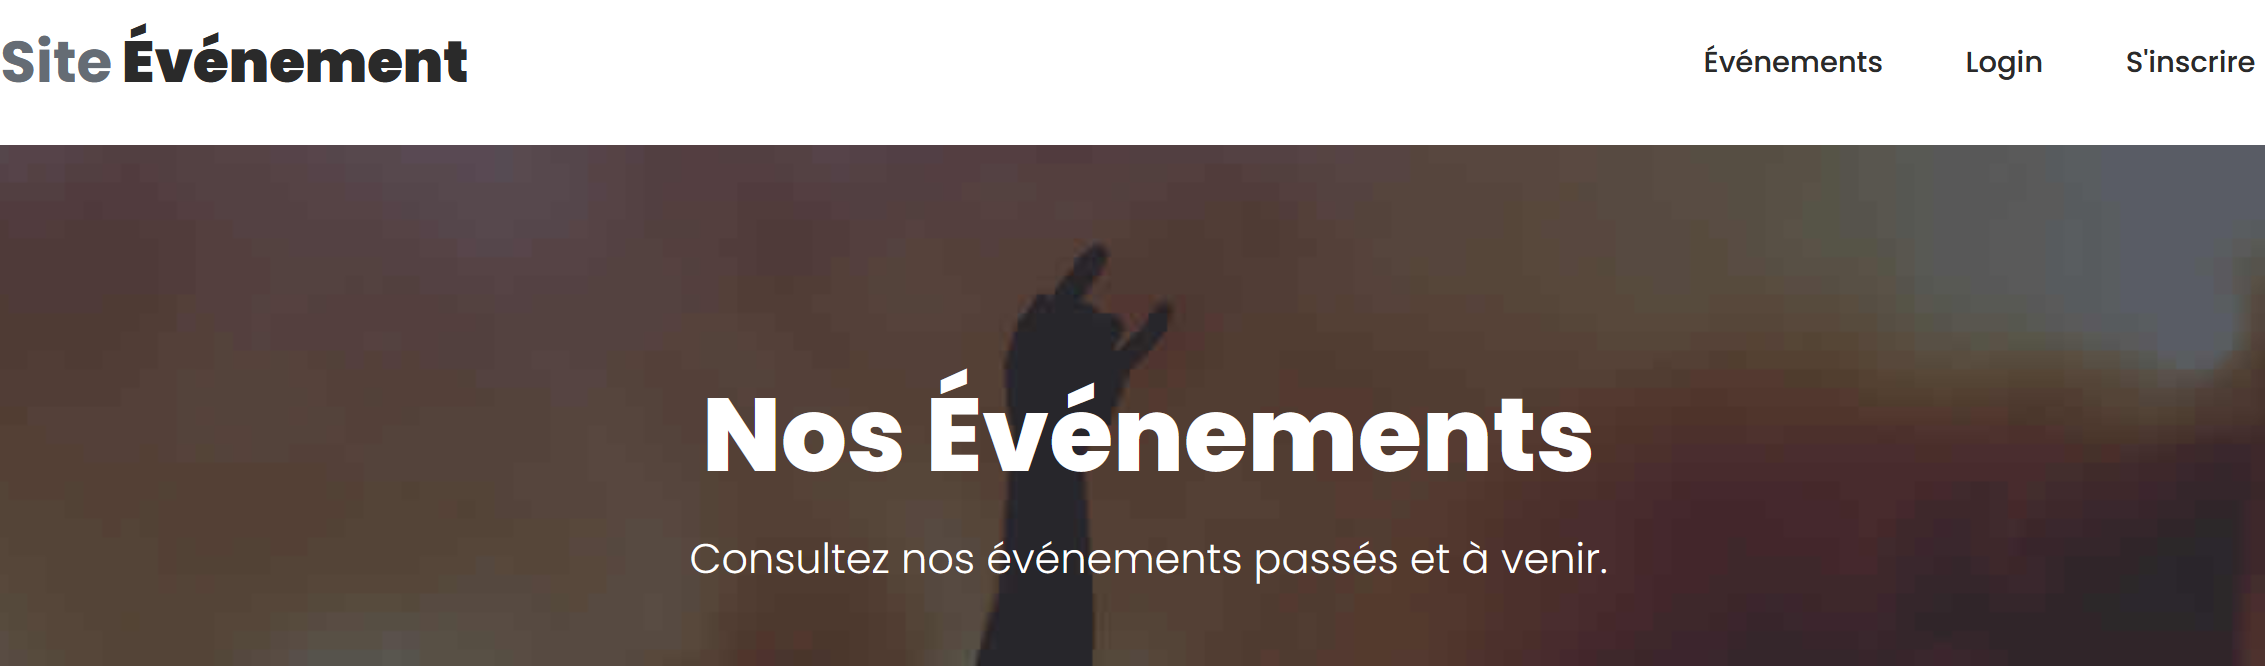 Site Événement
Événements
Login
S'inscrire
Nos Événements
Consultez nos événements passés et à venir.